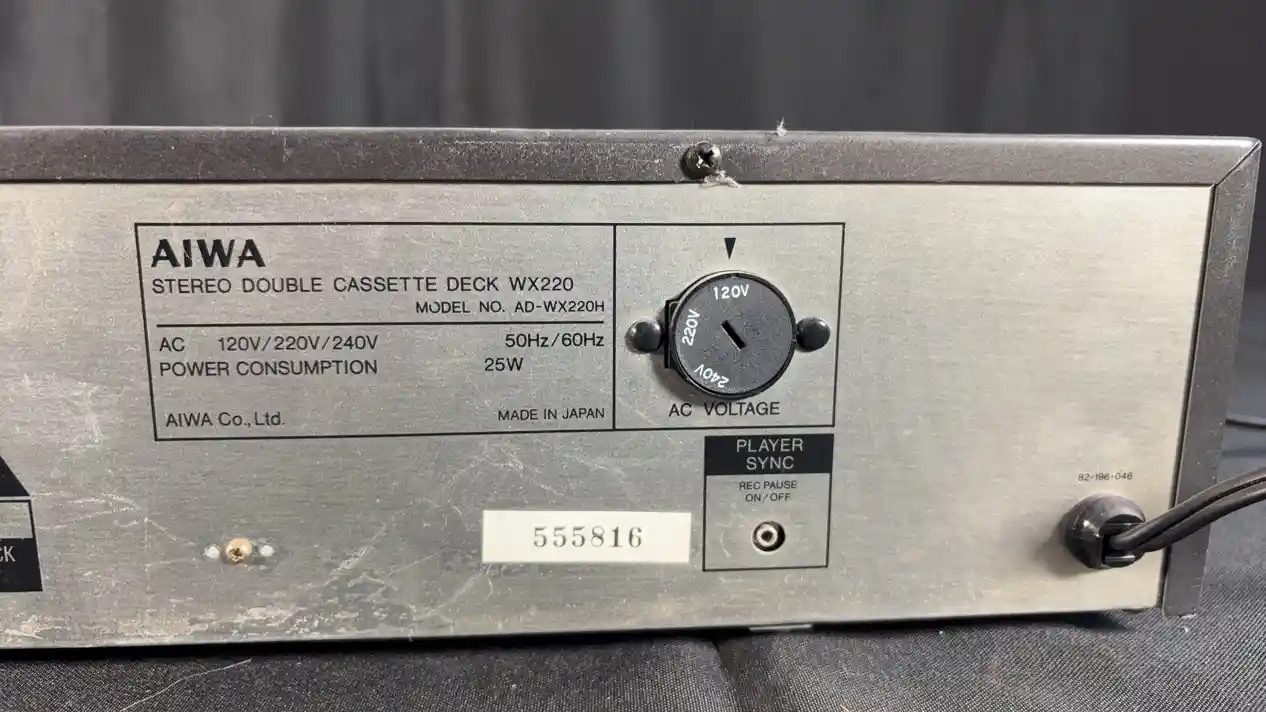 AIWA
STEREO DOUBLE CASSETTE DECK WX220
MODEL NO. AD-WX220H
AC 120V/220V/240V 50Hz/60Hz
POWER CONSUMPTION 25W
AIWA Co., Ltd. MADE IN JAPAN
120V
220V
240V
AC VOLTAGE
PLAYER
SYNC
REC PAUSE
ON/OFF
555816
82-196-046
CK